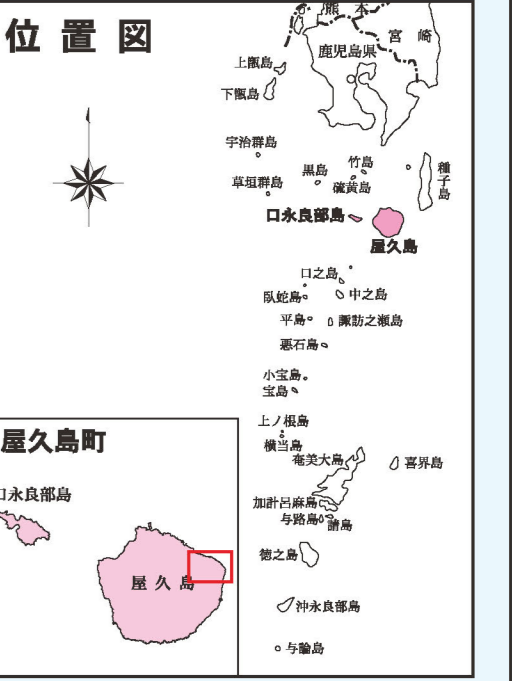 位置図
熊本
宮崎
鹿児島県
上甑島
下甑島
宇治群島
草垣群島
黒島
竹島
硫黄島
種子島
口永良部島
屋久島
口之島
臥蛇島
中之島
平島
諏訪之瀬島
悪石島
小宝島
宝島
上ノ根島
横当島
奄美大島
喜界島
加計呂麻島
与路島
諸島
徳之島
沖永良部島
与論島
屋久島町
口永良部島
屋久島